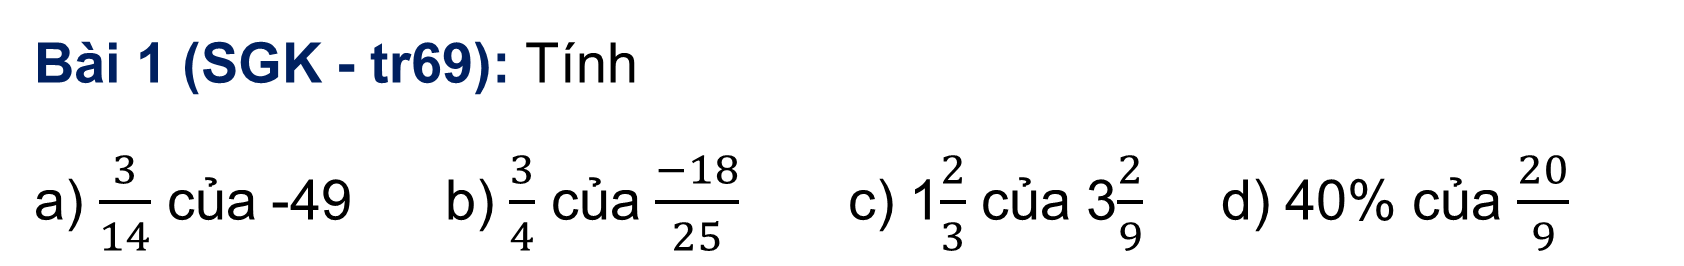 Bài 1 (SGK - tr69): Tính
a) 3/14 của -49 b) 3/4 của -18/25 c) 1 2/3 của 3 2/9 d) 40% của 20/9